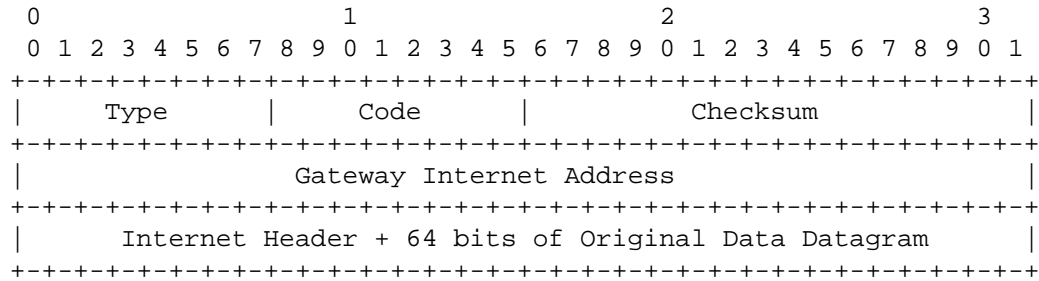 0                   1                   2                   3
 0 1 2 3 4 5 6 7 8 9 0 1 2 3 4 5 6 7 8 9 0 1 2 3 4 5 6 7 8 9 0 1
+-+-+-+-+-+-+-+-+-+-+-+-+-+-+-+-+-+-+-+-+-+-+-+-+-+-+-+-+-+-+-+-+
|     Type      |     Code      |          Checksum             |
+-+-+-+-+-+-+-+-+-+-+-+-+-+-+-+-+-+-+-+-+-+-+-+-+-+-+-+-+-+-+-+-+
|                 Gateway Internet Address                      |
+-+-+-+-+-+-+-+-+-+-+-+-+-+-+-+-+-+-+-+-+-+-+-+-+-+-+-+-+-+-+-+-+
|      Internet Header + 64 bits of Original Data Datagram      |
+-+-+-+-+-+-+-+-+-+-+-+-+-+-+-+-+-+-+-+-+-+-+-+-+-+-+-+-+-+-+-+-+